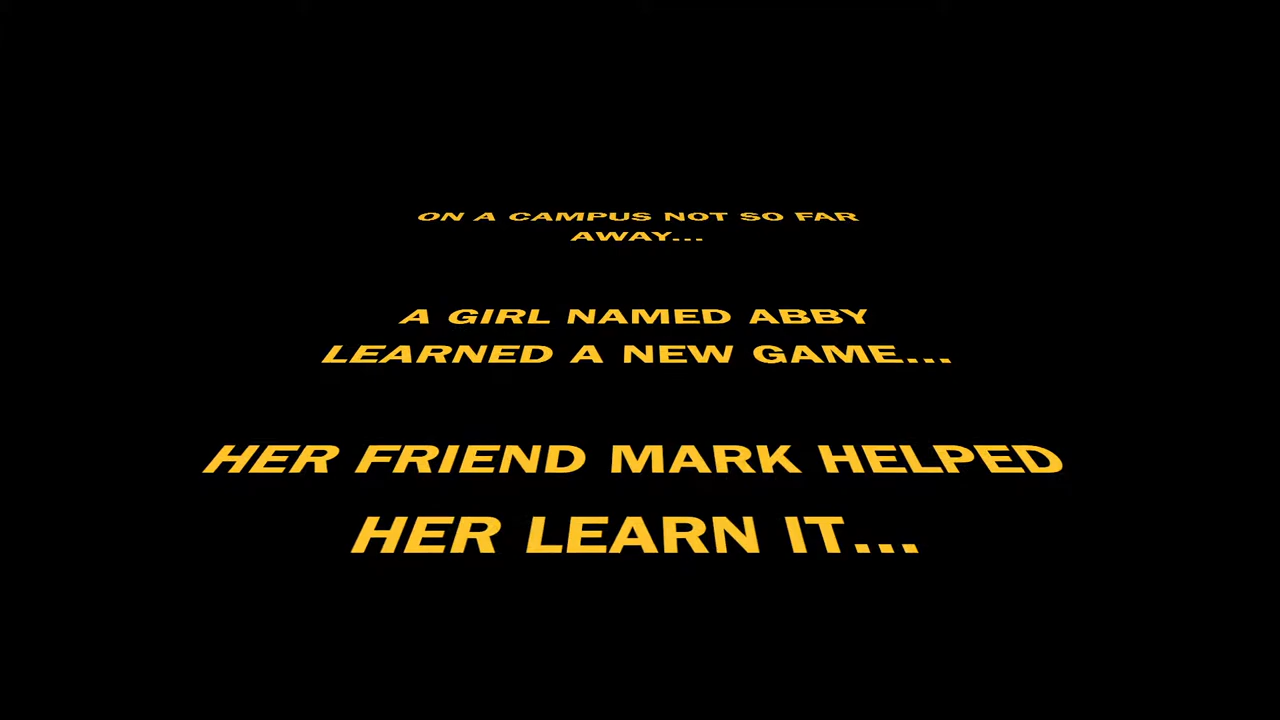 ON A CAMPUS NOT SO FAR
AWAY...
A GIRL NAMED ABBY
LEARNED A NEW GAME...
HER FRIEND MARK HELPED
HER LEARN IT...